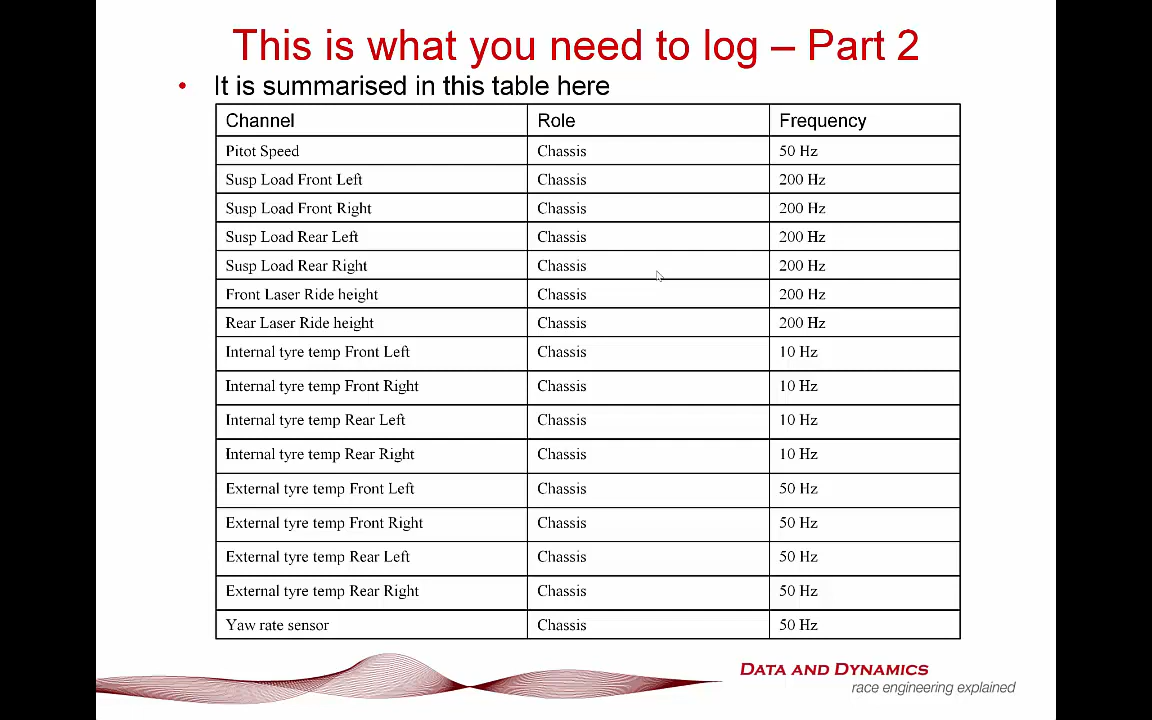 This is what you need to log – Part 2
• It is summarised in this table here
Channel Role Frequency
Pitot Speed Chassis 50 Hz
Susp Load Front Left Chassis 200 Hz
Susp Load Front Right Chassis 200 Hz
Susp Load Rear Left Chassis 200 Hz
Susp Load Rear Right Chassis 200 Hz
Front Laser Ride height Chassis 200 Hz
Rear Laser Ride height Chassis 200 Hz
Internal tyre temp Front Left Chassis 10 Hz
Internal tyre temp Front Right Chassis 10 Hz
Internal tyre temp Rear Left Chassis 10 Hz
Internal tyre temp Rear Right Chassis 10 Hz
External tyre temp Front Left Chassis 50 Hz
External tyre temp Front Right Chassis 50 Hz
External tyre temp Rear Left Chassis 50 Hz
External tyre temp Rear Right Chassis 50 Hz
Yaw rate sensor Chassis 50 Hz
DATA AND DYNAMICS
race engineering explained